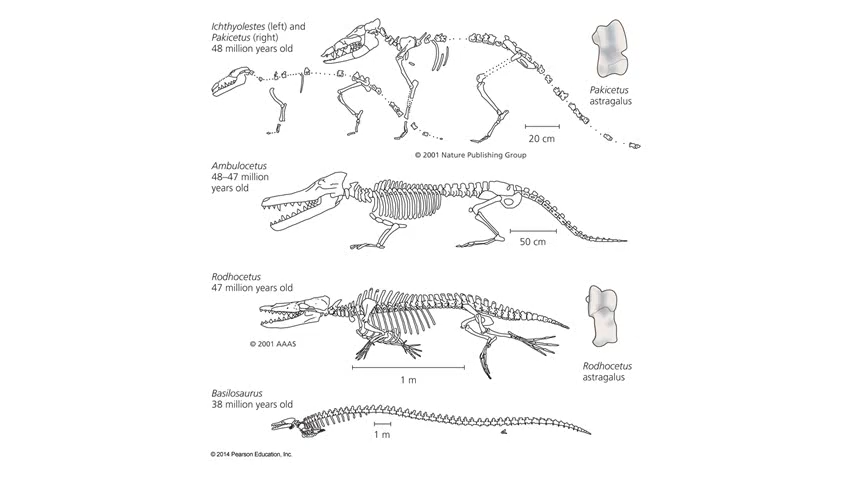 Ichthyolestes (left) and
Pakicetus (right)
48 million years old
Pakicetus
astragalus
20 cm
© 2001 Nature Publishing Group
Ambulocetus
48–47 million
years old
50 cm
Rodhocetus
47 million years old
© 2001 AAAS
1 m
Rodhocetus
astragalus
Basilosaurus
38 million years old
1 m
© 2014 Pearson Education, Inc.